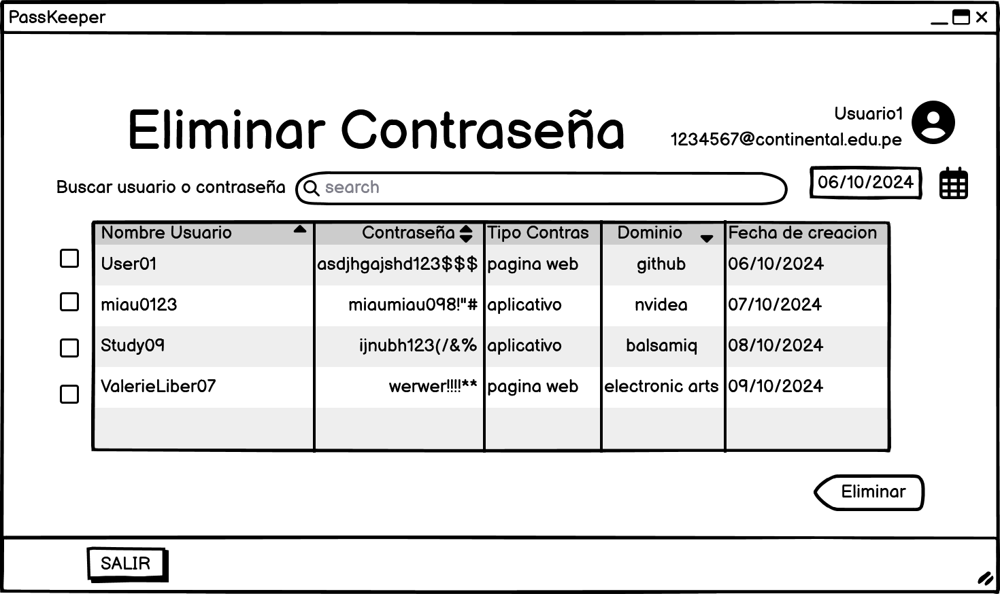 PassKeeper
Eliminar Contraseña
Usuario1
1234567@continental.edu.pe
Buscar usuario o contraseña
search
06/10/2024
Nombre Usuario Contraseña Tipo Contras Dominio Fecha de creacion
User01 asdjhgajshd123$$$ pagina web github 06/10/2024
miau0123 miaumiau098!"# aplicativo nvidea 07/10/2024
Study09 ijnubh123(/&% aplicativo balsamiq 08/10/2024
ValerieLiber07 werwer!!!!** pagina web electronic arts 09/10/2024
Eliminar
SALIR